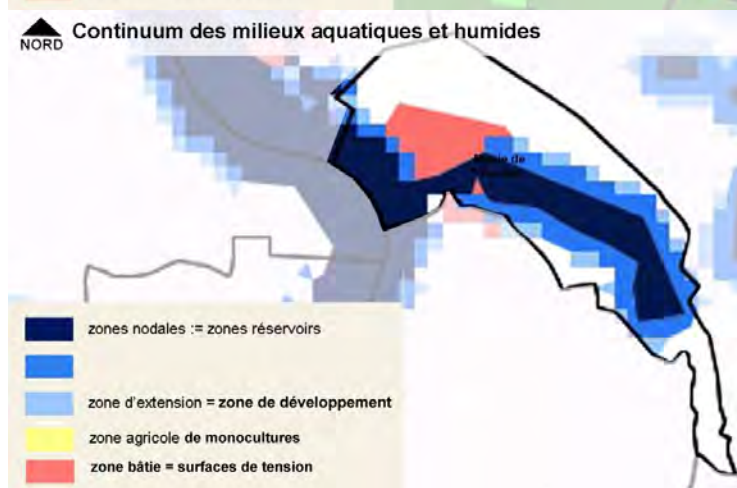 NORD
Continuum des milieux aquatiques et humides
zones nodales := zones réservoirs
zone d'extension = zone de développement
zone agricole de monocultures
zone bâtie = surfaces de tension